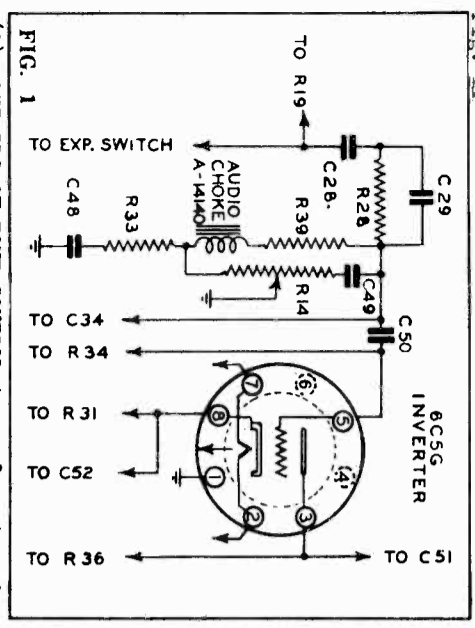 FIG. 1
TO R19
TO EXP. SWITCH
C28-
R28
C29
C48
R33
AUDIO
CHOKE
A-14140
R39
R14
C49
TO C34
C50
TO R34
6C5G
INVERTER
7
6
5
TO R31
8
4
TO C52
1
2
3
TO R36
TO C51